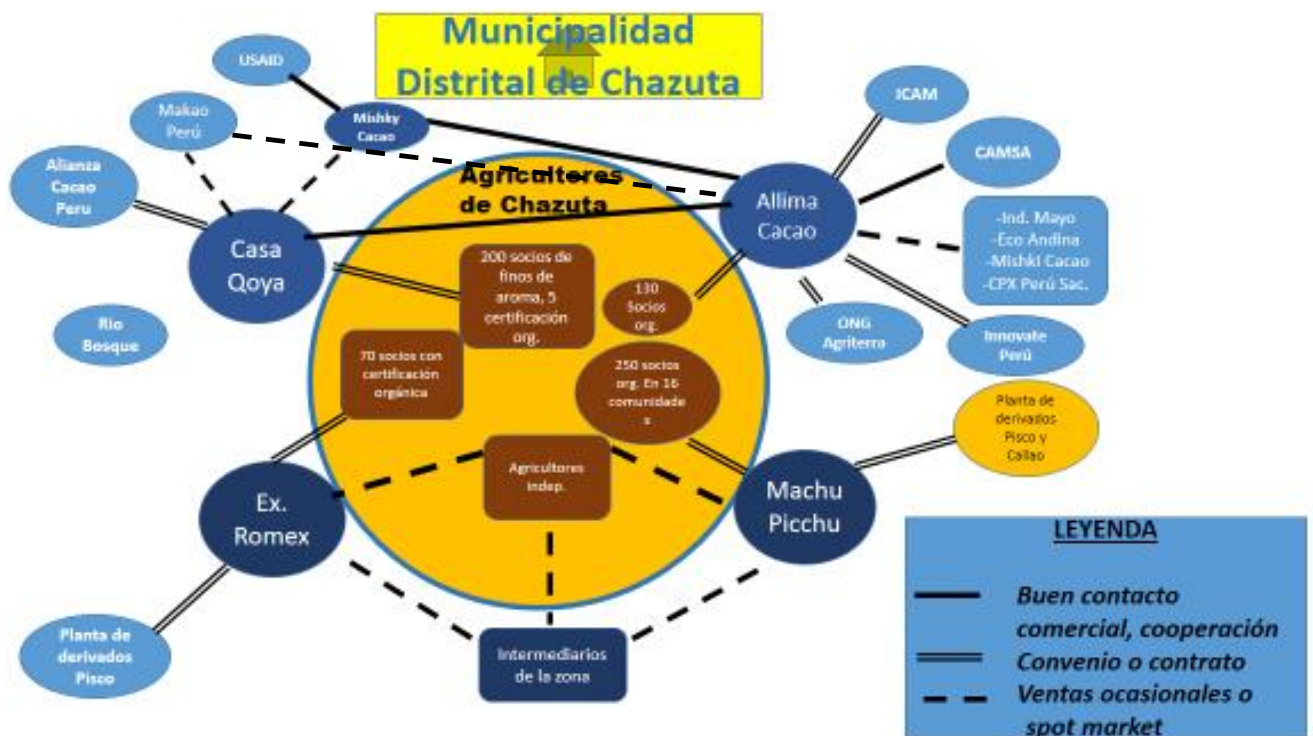 Municipalidad
Distrital de Chazuta
USAID
Makao
Perú
Mishky
Cacao
JCAM
CAMSA
Alianza
Cacao
Peru
Agricultores
de Chazuta
Allima
Cacao
-Ind. Mayo
-Eco Andina
-Mishki Cacao
-CPX Perú Sac.
Casa
Qoya
200 socios de
finos de
aroma, 5
certificación
org.
130
Socios
org.
Rio
Bosque
ONG
Agriterra
Innovate
Perú
70 socios con
certificación
orgánica
250 socios
org. En 16
comunidade
s
Planta de
derivados
Pisco y
Callao
Agricultores
indep.
Ex.
Romex
Machu
Picchu
Planta de
derivados
Pisco
Intermediarios
de la zona
LEYENDA
Buen contacto
comercial, cooperación
Convenio o contrato
Ventas ocasionales o
spot market